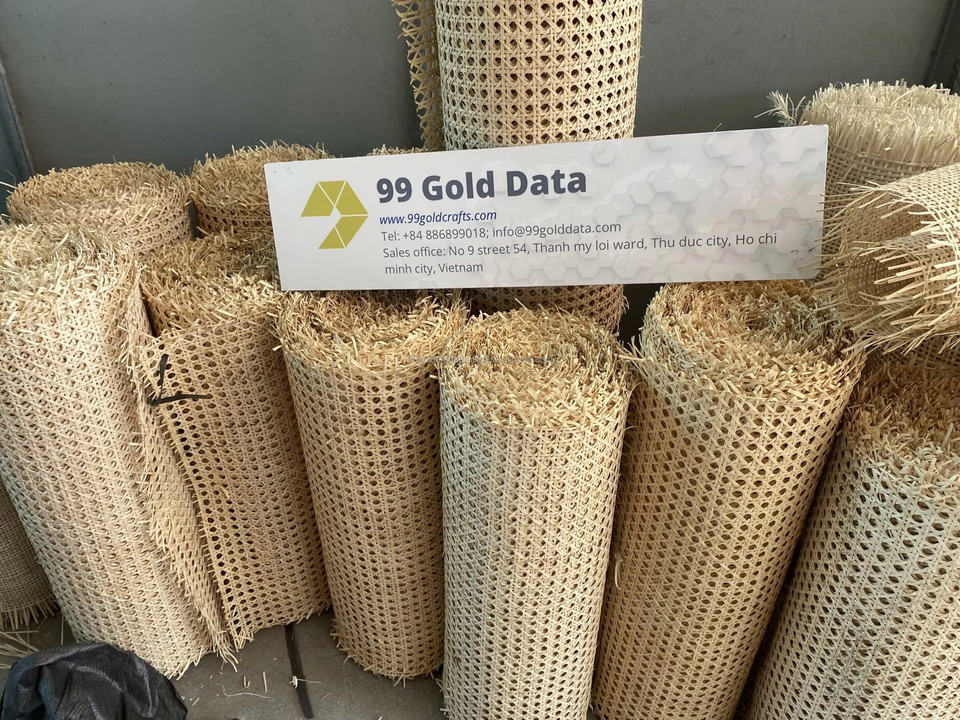 99 Gold Data
www.99goldcrafts.com
Tel: +84 886899018; info@99golddata.com
Sales office: No 9 street 54, Thanh my loi ward, Thu duc city, Ho chi
minh city, Vietnam